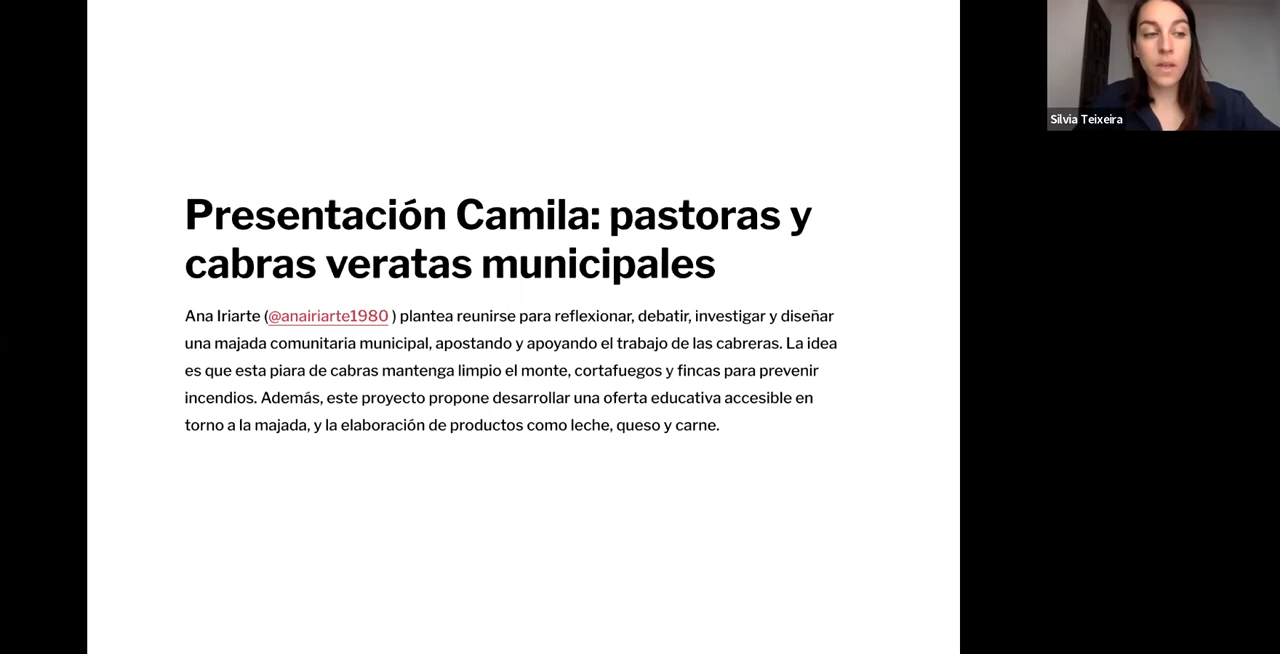 Presentación Camila: pastoras y
cabras veratas municipales
Ana Iriarte (@anairiarte1980 ) plantea reunirse para reflexionar, debatir, investigar y diseñar
una majada comunitaria municipal, apostando y apoyando el trabajo de las cabreras. La idea
es que esta piara de cabras mantenga limpio el monte, cortafuegos y fincas para prevenir
incendios. Además, este proyecto propone desarrollar una oferta educativa accesible en
torno a la majada, y la elaboración de productos como leche, queso y carne.
Silvia Teixeira